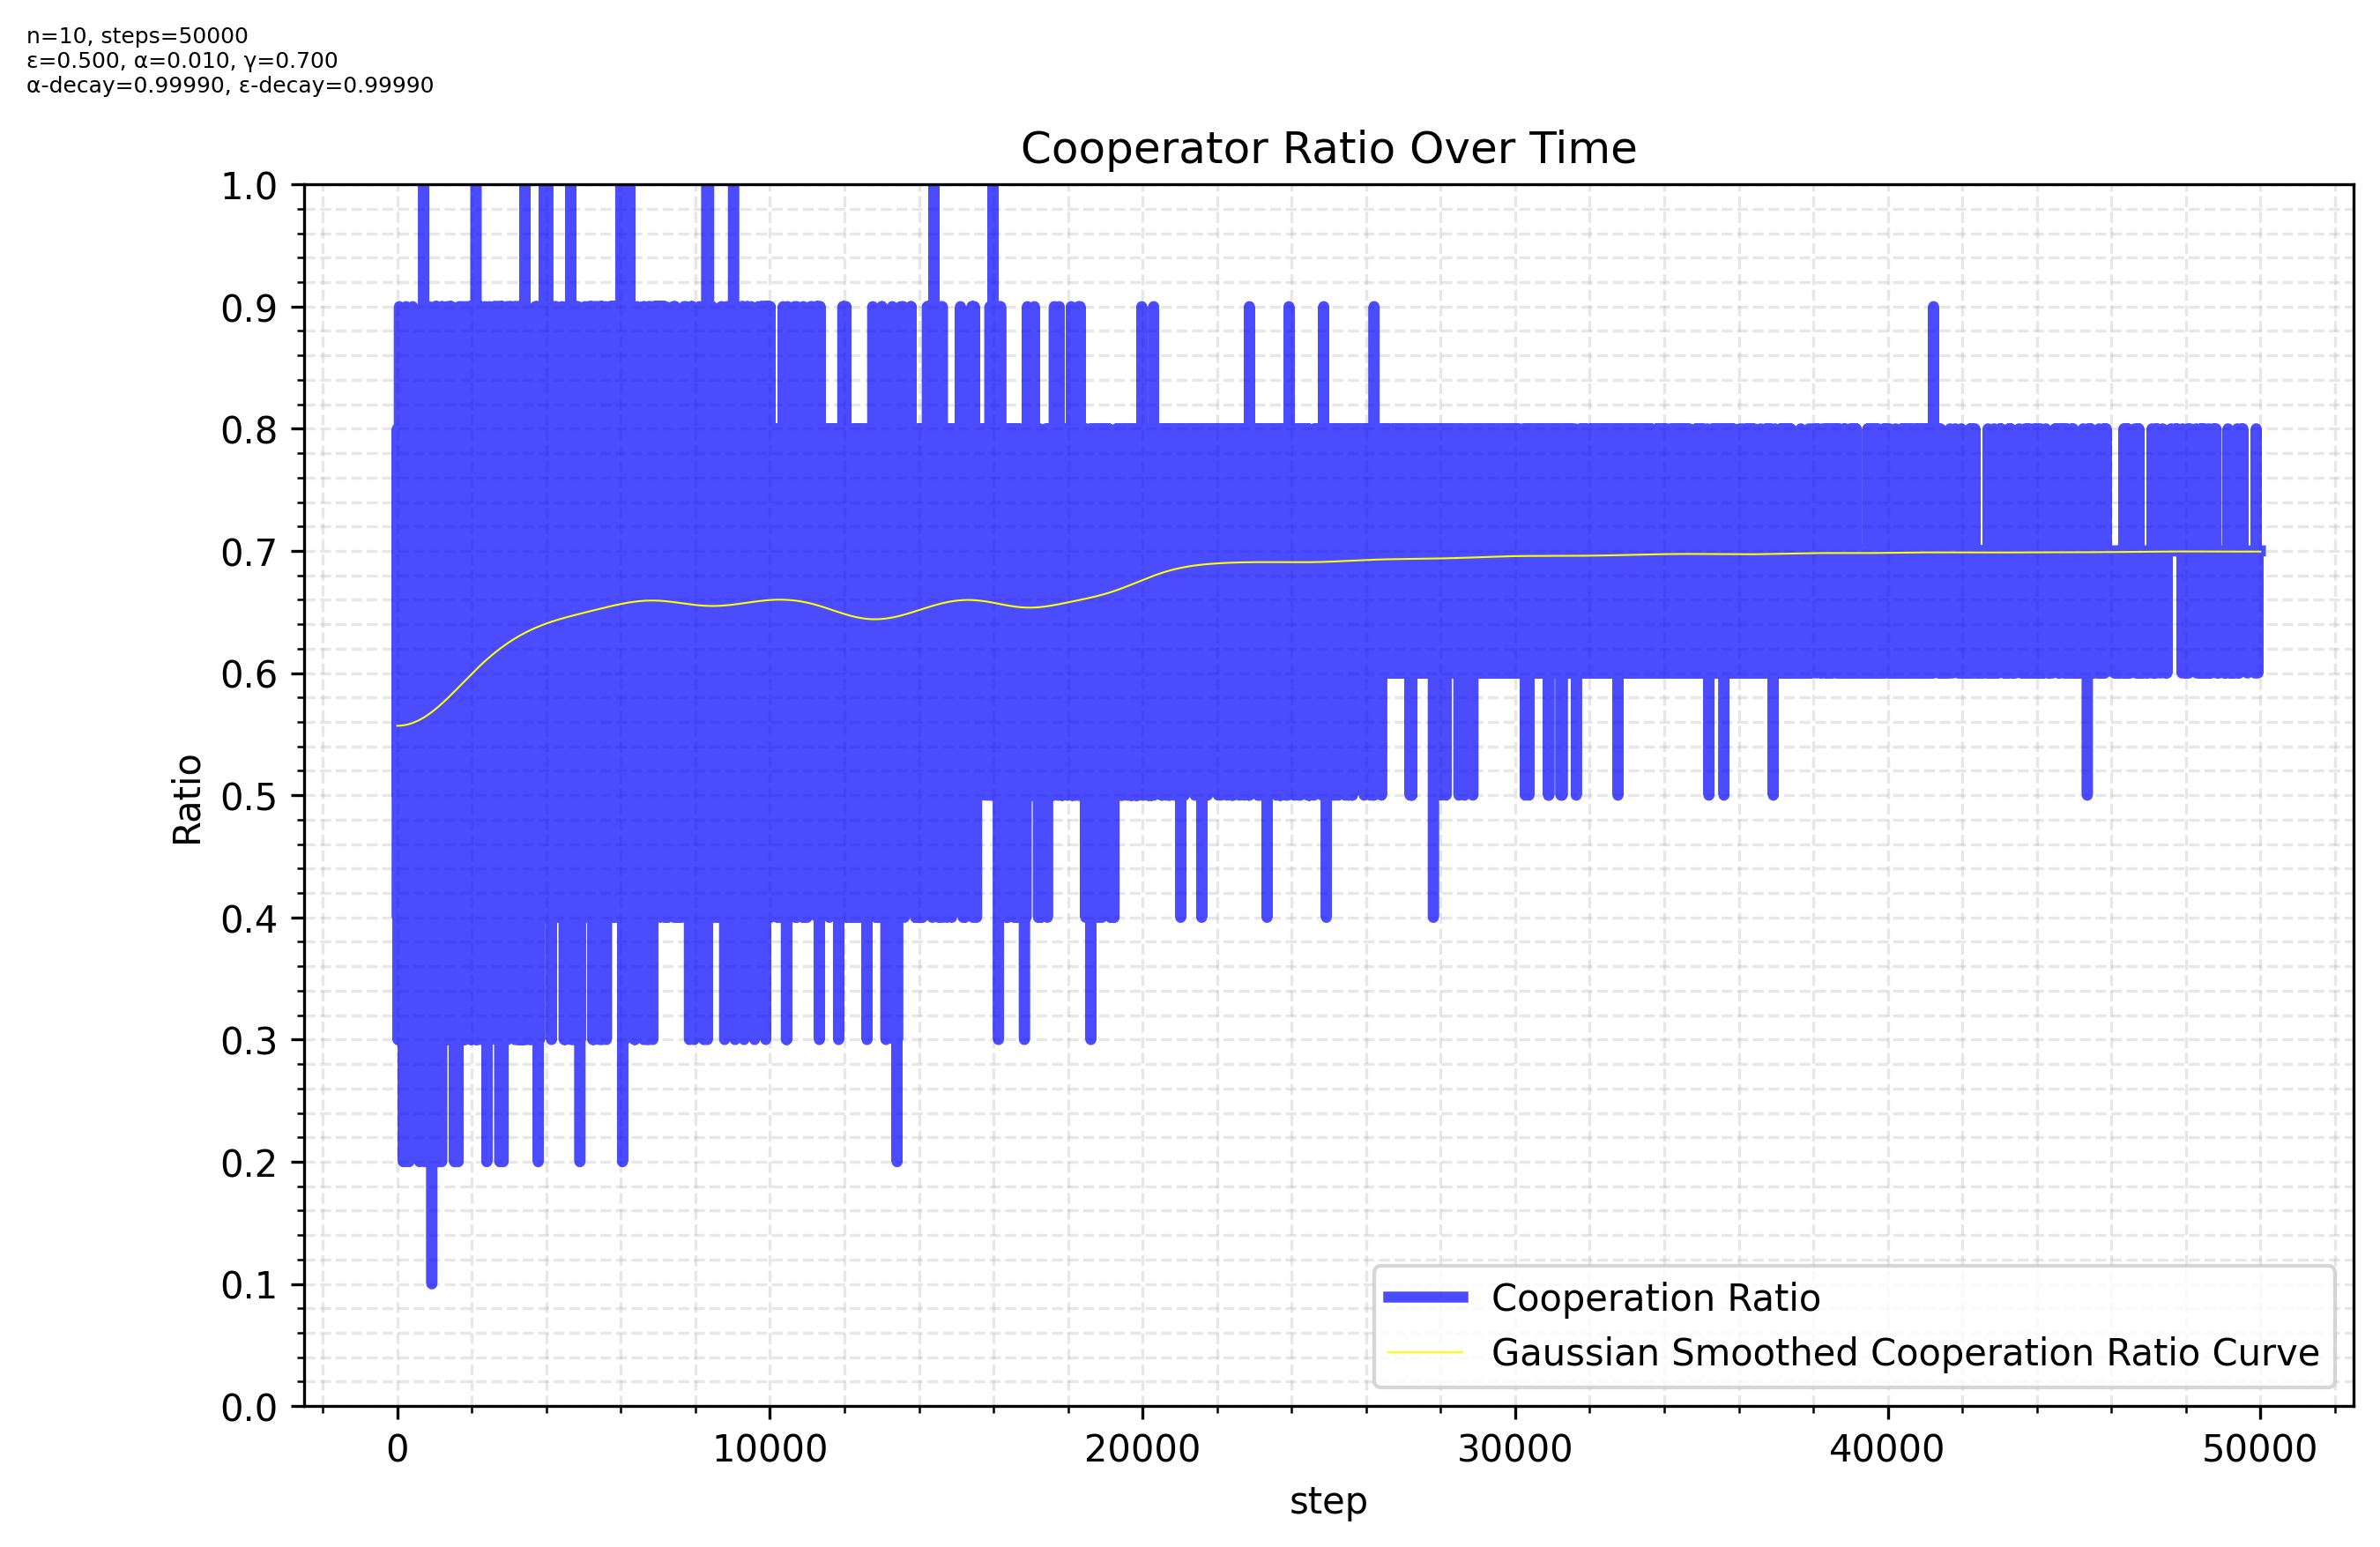 n=10, steps=50000
ε=0.500, α=0.010, γ=0.700
α-decay=0.99990, ε-decay=0.99990
Cooperator Ratio Over Time
1.0
0.9
0.8
0.7
0.6
0.5
0.4
0.3
0.2
0.1
0.0
Ratio
Cooperation Ratio
Gaussian Smoothed Cooperation Ratio Curve
0 10000 20000 30000 40000 50000
step